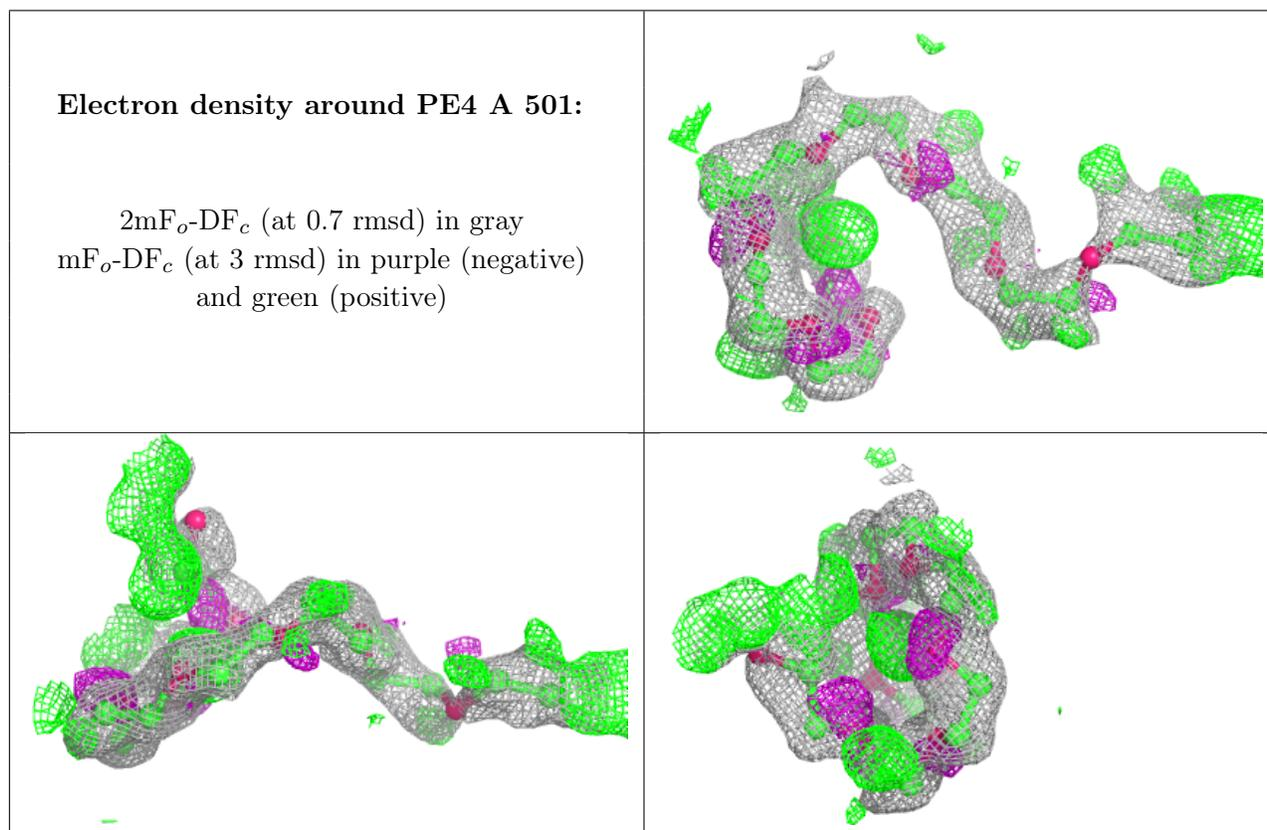 Electron density around PE4 A 501:
2mFo-DFc (at 0.7 rmsd) in gray
mFo-DFc (at 3 rmsd) in purple (negative)
and green (positive)